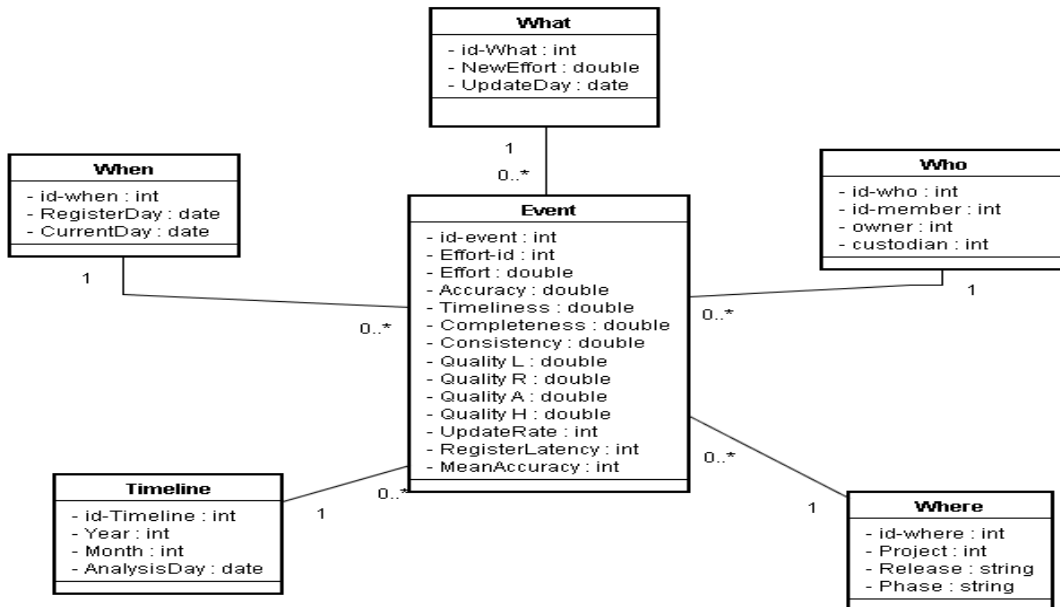 What
- id-What : int
- NewEffort : double
- UpdateDay : date
1
0..*
When
- id-when : int
- RegisterDay : date
- CurrentDay : date
1
0..*
Who
- id-who : int
- id-member : int
- owner : int
- custodian : int
1
0..*
Event
- id-event : int
- Effort-id : int
- Effort : double
- Accuracy : double
- Timeliness : double
- Completeness : double
- Consistency : double
- Quality L : double
- Quality R : double
- Quality A : double
- Quality H : double
- UpdateRate : int
- RegisterLatency : int
- MeanAccuracy : int
Timeline
- id-Timeline : int
- Year : int
- Month : int
- AnalysisDay : date
1
0..*
Where
- id-where : int
- Project : int
- Release : string
- Phase : string
1
0..*